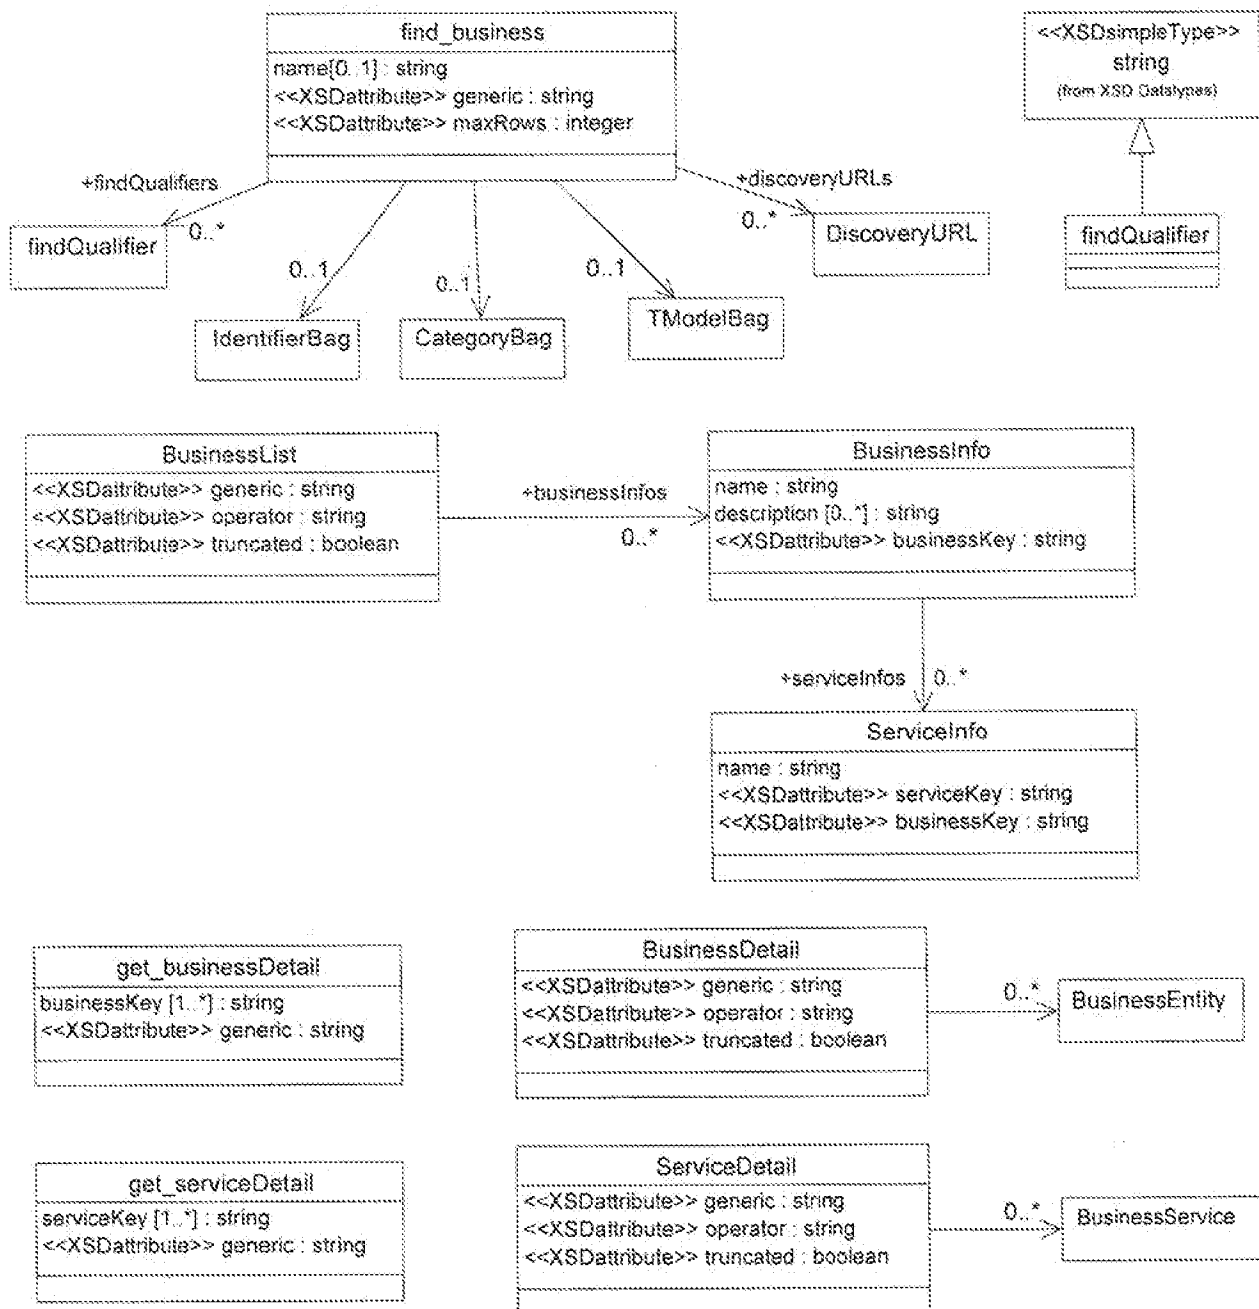 find_business
name[0..1] : string
<<XSDattribute>> generic : string
<<XSDattribute>> maxRows : integer
<<XSDsimpleType>>
string
(from XSD Datatypes)
+findQualifiers
0..*
findQualifier
0..1
IdentifierBag
0..1
CategoryBag
0..1
TModelBag
+discoveryURLs
0..*
DiscoveryURL
findQualifier
BusinessList
<<XSDattribute>> generic : string
<<XSDattribute>> operator : string
<<XSDattribute>> truncated : boolean
+businessInfos
0..*
BusinessInfo
name : string
description [0..*] : string
<<XSDattribute>> businessKey : string
+serviceInfos
0..*
ServiceInfo
name : string
<<XSDattribute>> serviceKey : string
<<XSDattribute>> businessKey : string
get_businessDetail
businessKey [1..*] : string
<<XSDattribute>> generic : string
BusinessDetail
<<XSDattribute>> generic : string
<<XSDattribute>> operator : string
<<XSDattribute>> truncated : boolean
0..*
BusinessEntity
get_serviceDetail
serviceKey [1..*] : string
<<XSDattribute>> generic : string
ServiceDetail
<<XSDattribute>> generic : string
<<XSDattribute>> operator : string
<<XSDattribute>> truncated : boolean
0..*
BusinessService